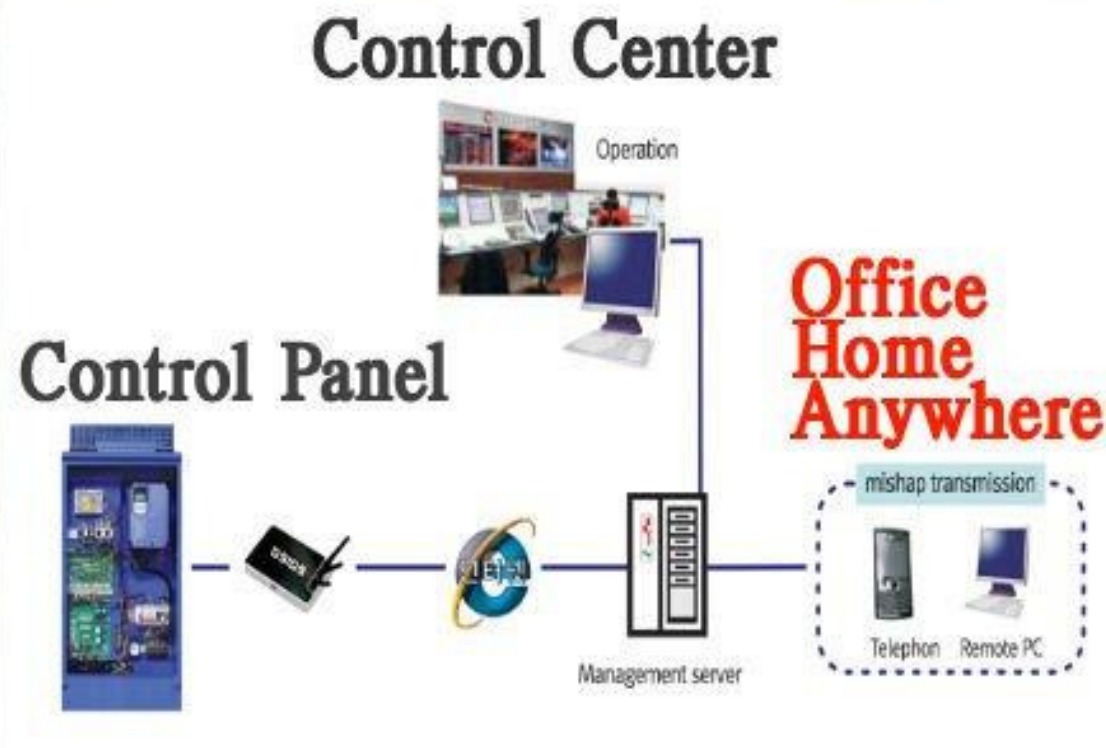 Control Center
Operation
Office
Home
Anywhere
Control Panel
mishap transmission
Telephon
Remote PC
Management server